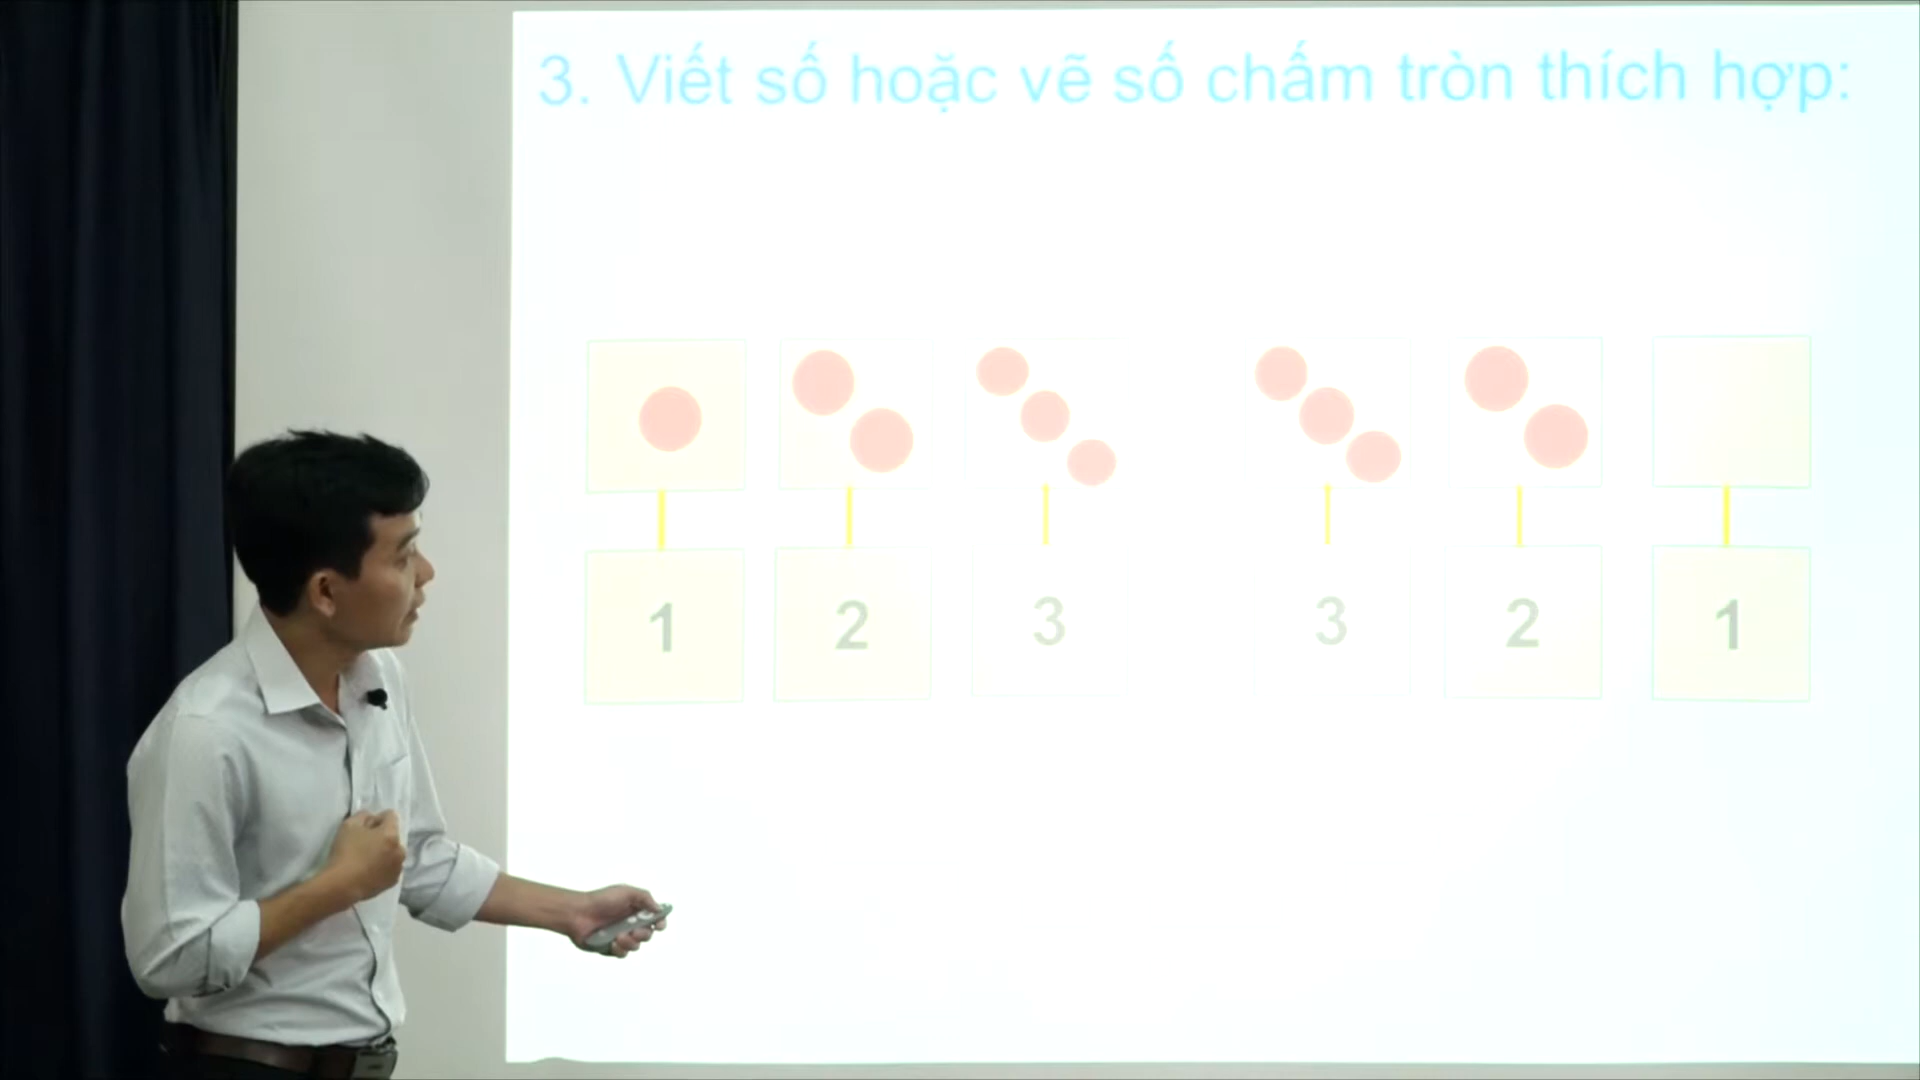 3. Viết số hoặc vẽ số chấm tròn thích hợp:
1 2 3 3 2 1